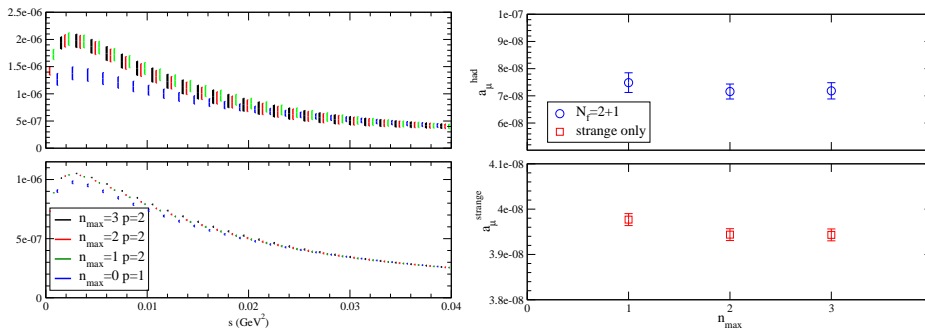 2.5e-06
2e-06
1.5e-06
1e-06
5e-07
0
1e-06
5e-07
0
n_max=3 p=2
n_max=2 p=2
n_max=1 p=2
n_max=0 p=1
0 0.01 0.02 0.03 0.04
s (GeV^2)
1e-07
9e-08
8e-08
7e-08
6e-08
a_μ^had
N_f=2+1
strange only
4.1e-08
4e-08
3.9e-08
3.8e-08
a_μ^strange
0 1 2 3
n_max